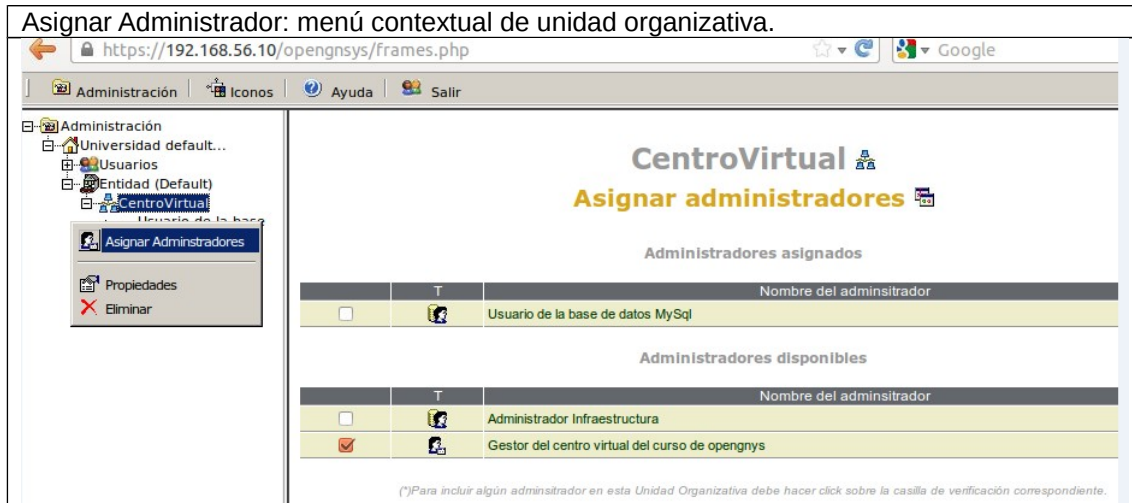 Asignar Administrador: menú contextual de unidad organizativa.
https://192.168.56.10/opengnsys/frames.php
Google
Administración
Iconos
Ayuda
Salir
Administración
Universidad default...
Usuarios
Entidad (Default)
CentroVirtual
Usuario de la base
Asignar Adminstradores
Propiedades
Eliminar
CentroVirtual
Asignar administradores
Administradores asignados
T Nombre del adminsitrador
Usuario de la base de datos MySql
Administradores disponibles
T Nombre del adminsitrador
Administrador Infraestructura
Gestor del centro virtual del curso de opengnys
(*)Para incluir algún adminsitrador en esta Unidad Organizativa debe hacer click sobre la casilla de verificación correspondiente.